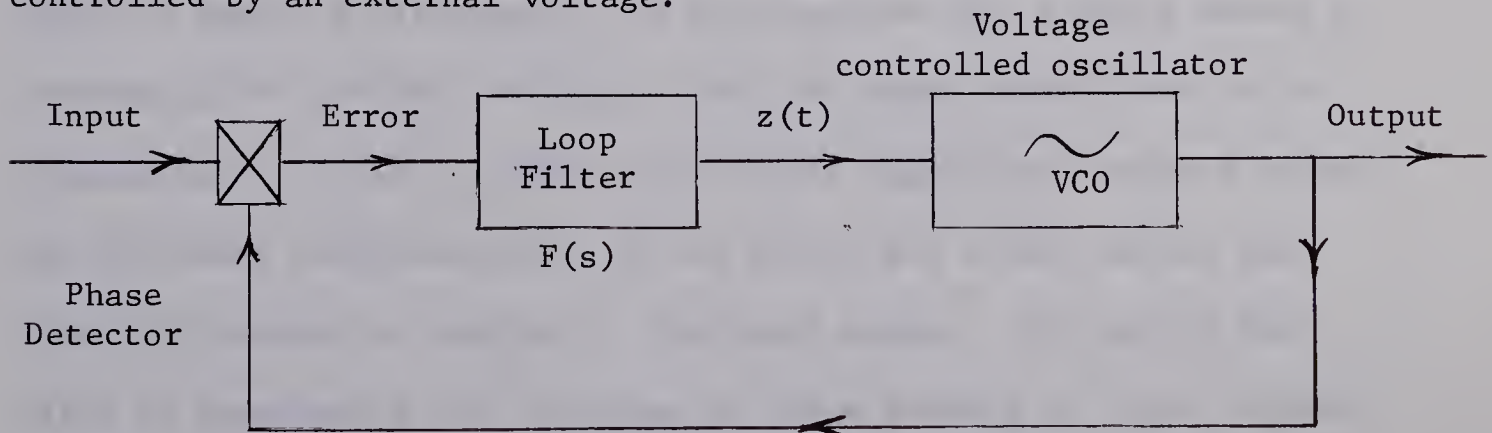 controlled by an external voltage.
Voltage
controlled oscillator
Input
Error
Loop
Filter
F(s)
z(t)
VCO
Output
Phase
Detector